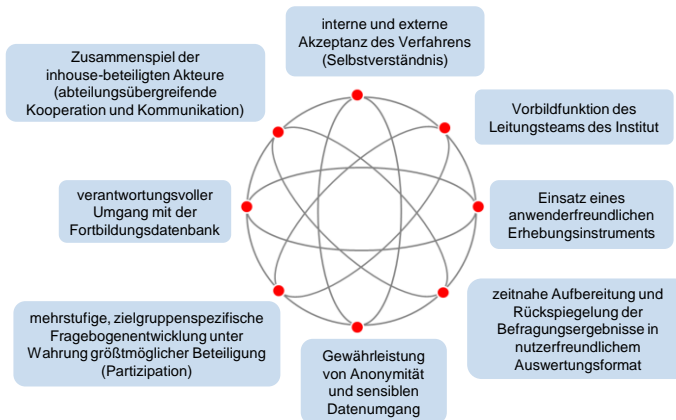 interne und externe
Akzeptanz des Verfahrens
(Selbstverständnis)
Zusammenspiel der
inhouse-beteiligten Akteure
(abteilungsübergreifende
Kooperation und Kommunikation)
Vorbildfunktion des
Leitungsteams des Institut
verantwortungsvoller
Umgang mit der
Fortbildungsdatenbank
Einsatz eines
anwenderfreundlichen
Erhebungsinstruments
mehrstufige, zielgruppenspezifische
Fragebogenentwicklung unter
Wahrung größtmöglicher Beteiligung
(Partizipation)
Gewährleistung
von Anonymität
und sensiblen
Datenumgang
zeitnahe Aufbereitung und
Rückspiegelung der
Befragungsergebnisse in
nutzerfreundlichem
Auswertungsformat